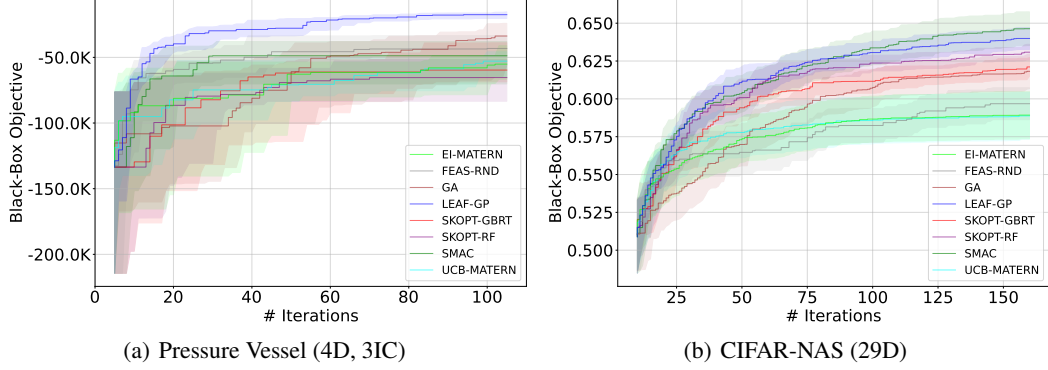 Black-Box Objective
-50.0K
-100.0K
-150.0K
-200.0K
0
20
40
60
80
100
# Iterations
EI-MATERN
FEAS-RND
GA
LEAF-GP
SKOPT-GBRT
SKOPT-RF
SMAC
UCB-MATERN
(a) Pressure Vessel (4D, 3IC)
Black-Box Objective
0.650
0.625
0.600
0.575
0.550
0.525
0.500
25
50
75
100
125
150
# Iterations
EI-MATERN
FEAS-RND
GA
LEAF-GP
SKOPT-GBRT
SKOPT-RF
SMAC
UCB-MATERN
(b) CIFAR-NAS (29D)